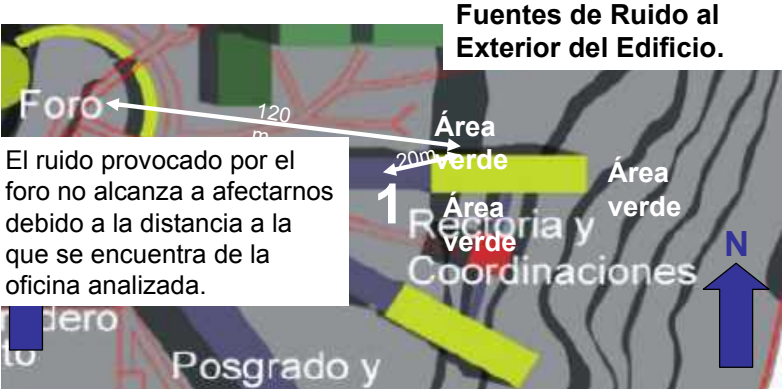 Fuentes de Ruido al
Exterior del Edificio.
Foro
120
m
Área
verde
20m
El ruido provocado por el
foro no alcanza a afectarnos
debido a la distancia a la
que se encuentra de la
oficina analizada.
1
Área
verde
Área
verde
Rectoria y
Coordinaciones
N
dero
to
Posgrado y